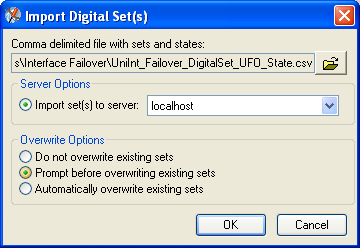 Import Digital Set(s)
Comma delimited file with sets and states:
s\Interface Failover\UniInt_Failover_DigitalSet_UFO_State.csv
Server Options
Import set(s) to server:
localhost
Overwrite Options
Do not overwrite existing sets
Prompt before overwriting existing sets
Automatically overwrite existing sets
OK
Cancel